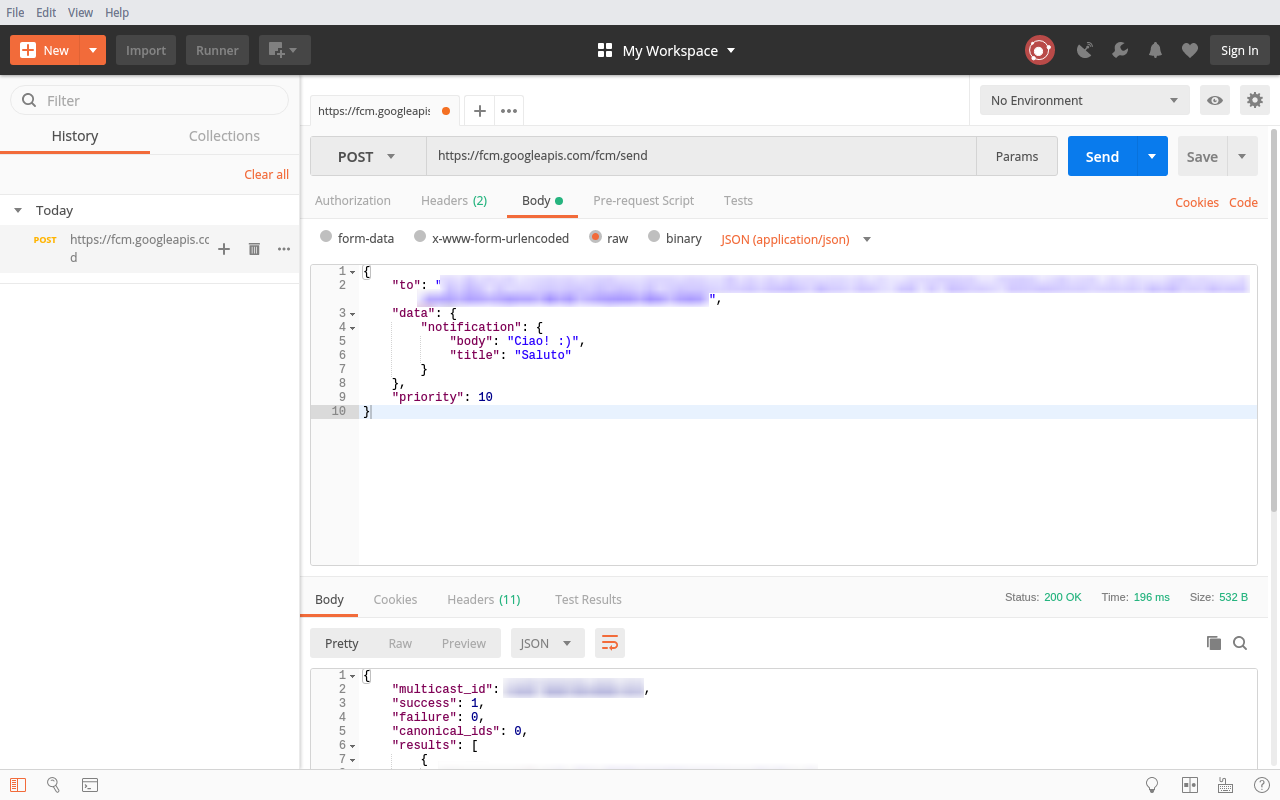 File Edit View Help
New Import Runner My Workspace Sign In
Filter
History Collections
Clear all
Today
POST https://fcm.googleapis.cc
d
https://fcm.googleapis
No Environment
POST https://fcm.googleapis.com/fcm/send Params Send Save
Authorization Headers (2) Body Pre-request Script Tests Cookies Code
form-data x-www-form-urlencoded raw binary JSON (application/json)
1 {
2 "to": "
",
3 "data": {
4 "notification": {
5 "body": "Ciao! :)",
6 "title": "Saluto"
7 }
8 },
9 "priority": 10
10 }
Body Cookies Headers (11) Test Results Status: 200 OK Time: 196 ms Size: 532 B
Pretty Raw Preview JSON
1 {
2 "multicast_id": ,
3 "success": 1,
4 "failure": 0,
5 "canonical_ids": 0,
6 "results": [
7 {